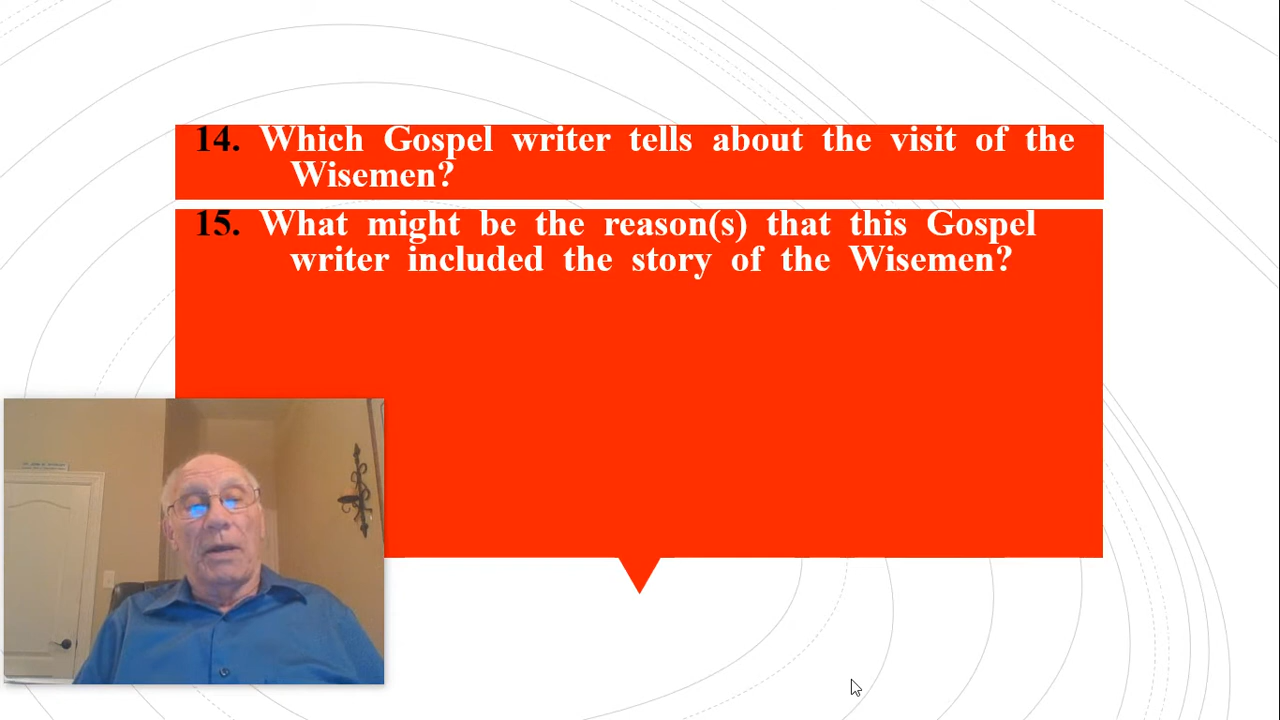 14. Which Gospel writer tells about the visit of the
Wisemen?
15. What might be the reason(s) that this Gospel
writer included the story of the Wisemen?